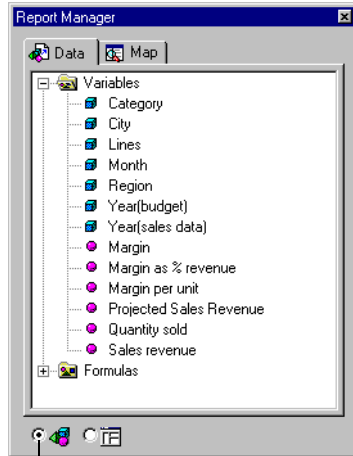 Report Manager
Data
Map
Variables
Category
City
Lines
Month
Region
Year(budget)
Year(sales data)
Margin
Margin as % revenue
Margin per unit
Projected Sales Revenue
Quantity sold
Sales revenue
Formulas